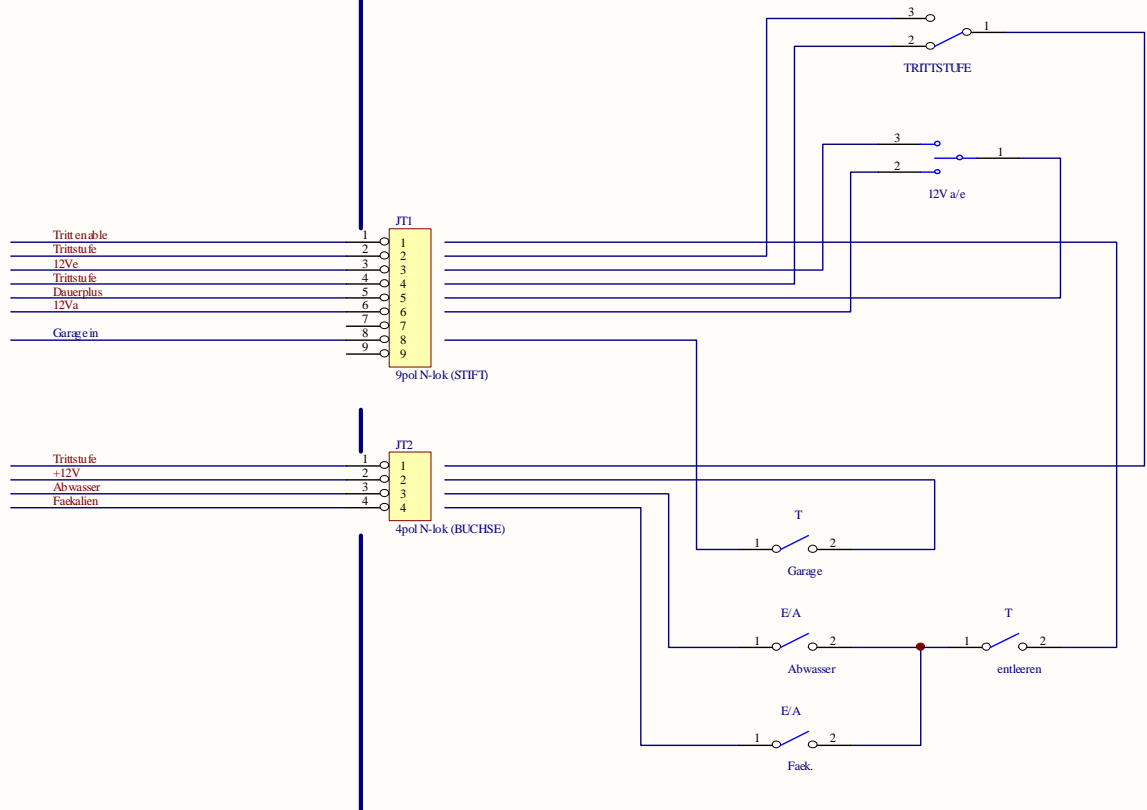 3
1
2
TRITTSTUFE
3
1
2
12V a/e
JT1
Tritt enable 1 1
Trittstufe 2 2
12Ve 3 3
Trittstufe 4 4
Dauerplus 5 5
12Va 6 6
7 7
Garage in 8 8
9 9
9pol N-lok (STIFT)
JT2
Trittstufe 1 1
+12V 2 2
Abwasser 3 3
Faekalien 4 4
4pol N-lok (BUCHSE)
T
1 2
Garage
E/A T
1 2 1 2
Abwasser entleeren
E/A
1 2
Faek.